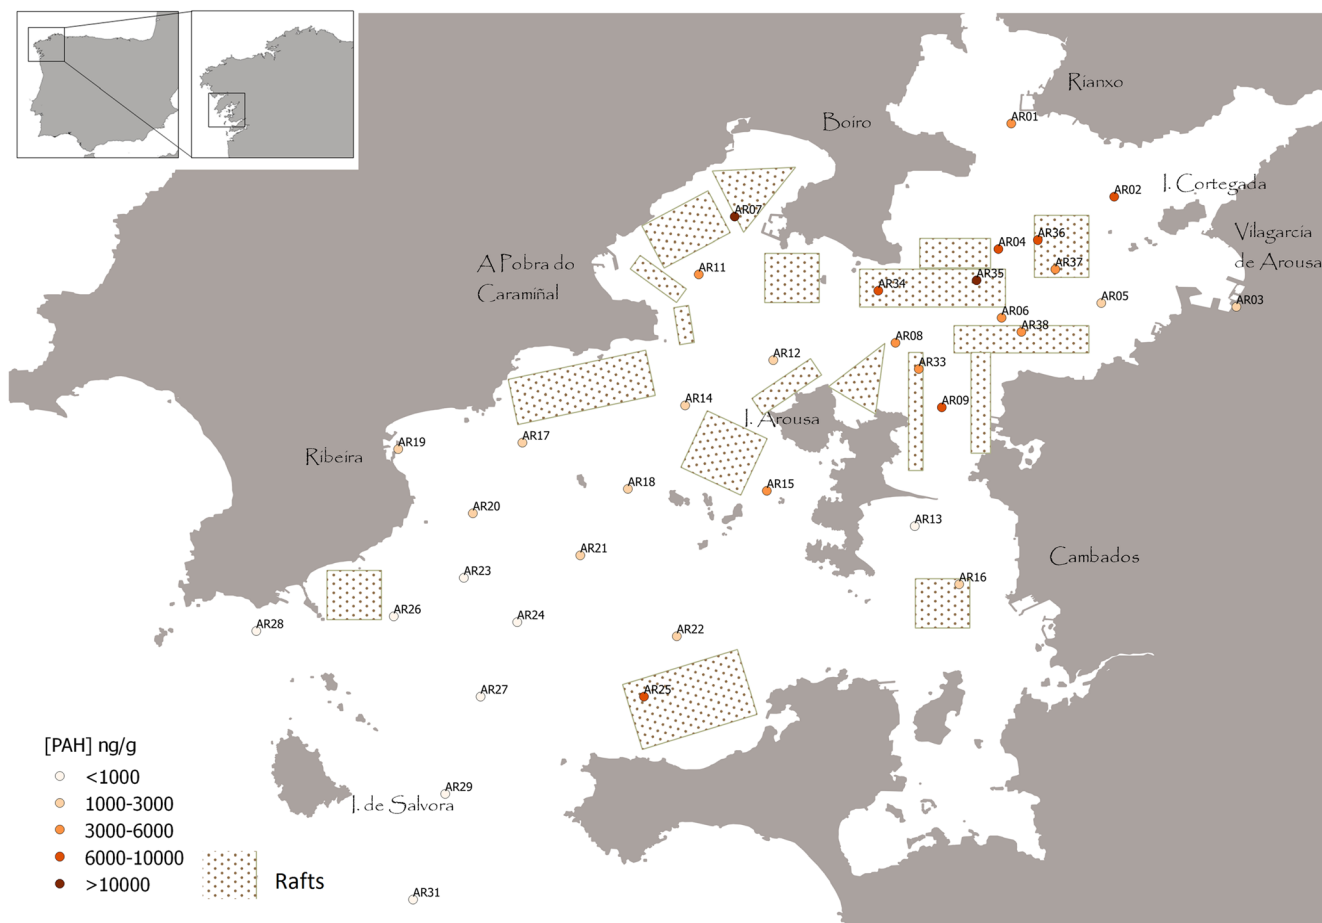 Rianxo
AR01
Boiro
I. Cortegada
AR02
AR07
Vilagarcía
de Arousa
AR36
AR04
A Pobra do
Caramiñal
AR11
AR37
AR35
AR34
AR05
AR03
AR06
AR38
AR08
AR12
AR33
AR14
AR09
I. Arousa
AR17
AR19
Ribeira
AR18
AR15
AR20
AR13
AR21
Cambados
AR23
AR16
AR26
AR24
AR28
AR22
AR27
AR25
[PAH] ng/g
<1000
1000-3000
3000-6000
6000-10000
>10000
Rafts
AR29
I. de Salvora
AR31